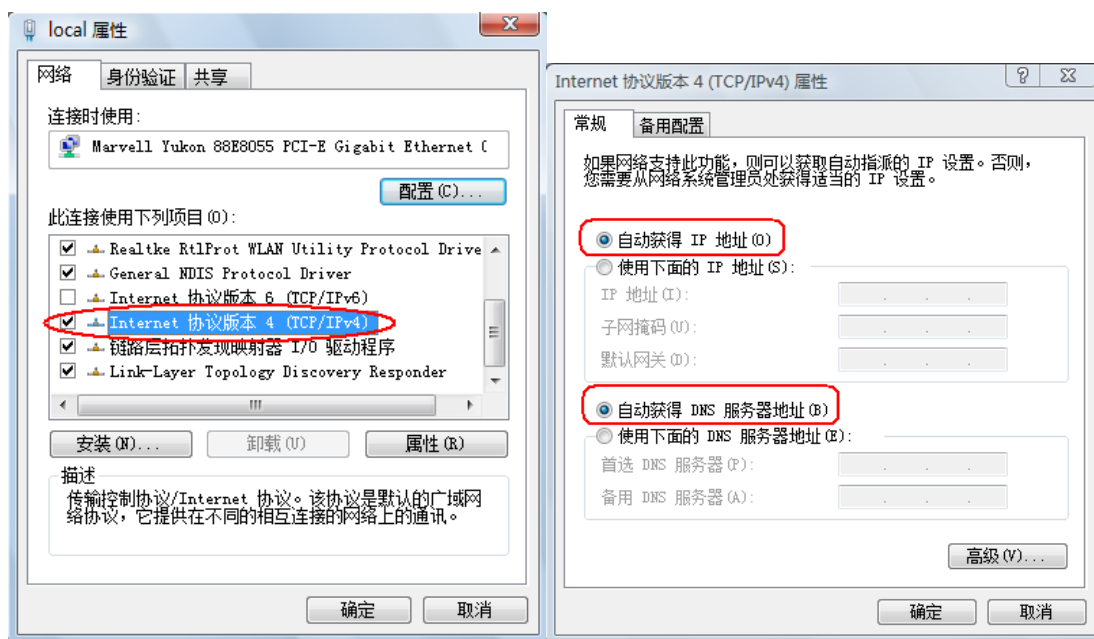 local 属性
网络
身份验证
共享
连接时使用:
Marvell Yukon 88E8055 PCI-E Gigabit Ethernet C
配置(C)...
此连接使用下列项目(O):
Realtke RtlProt WLAN Utility Protocol Drive
General NDIS Protocol Driver
Internet 协议版本 6 (TCP/IPv6)
Internet 协议版本 4 (TCP/IPv4)
链路层拓扑发现映射器 I/O 驱动程序
Link-Layer Topology Discovery Responder
安装(N)...
卸载(U)
属性(R)
描述
传输控制协议/Internet 协议。该协议是默认的广域网
络协议,它提供在不同的相互连接的网络上的通讯。
确定
取消
Internet 协议版本 4 (TCP/IPv4) 属性
常规
备用配置
如果网络支持此功能,则可以获取自动指派的 IP 设置。否则,
您需要从网络系统管理员处获得适当的 IP 设置。
自动获得 IP 地址(O)
使用下面的 IP 地址(S):
IP 地址(I):
子网掩码(U):
默认网关(D):
自动获得 DNS 服务器地址(B)
使用下面的 DNS 服务器地址(E):
首选 DNS 服务器(P):
备用 DNS 服务器(A):
高级(V)...
确定
取消